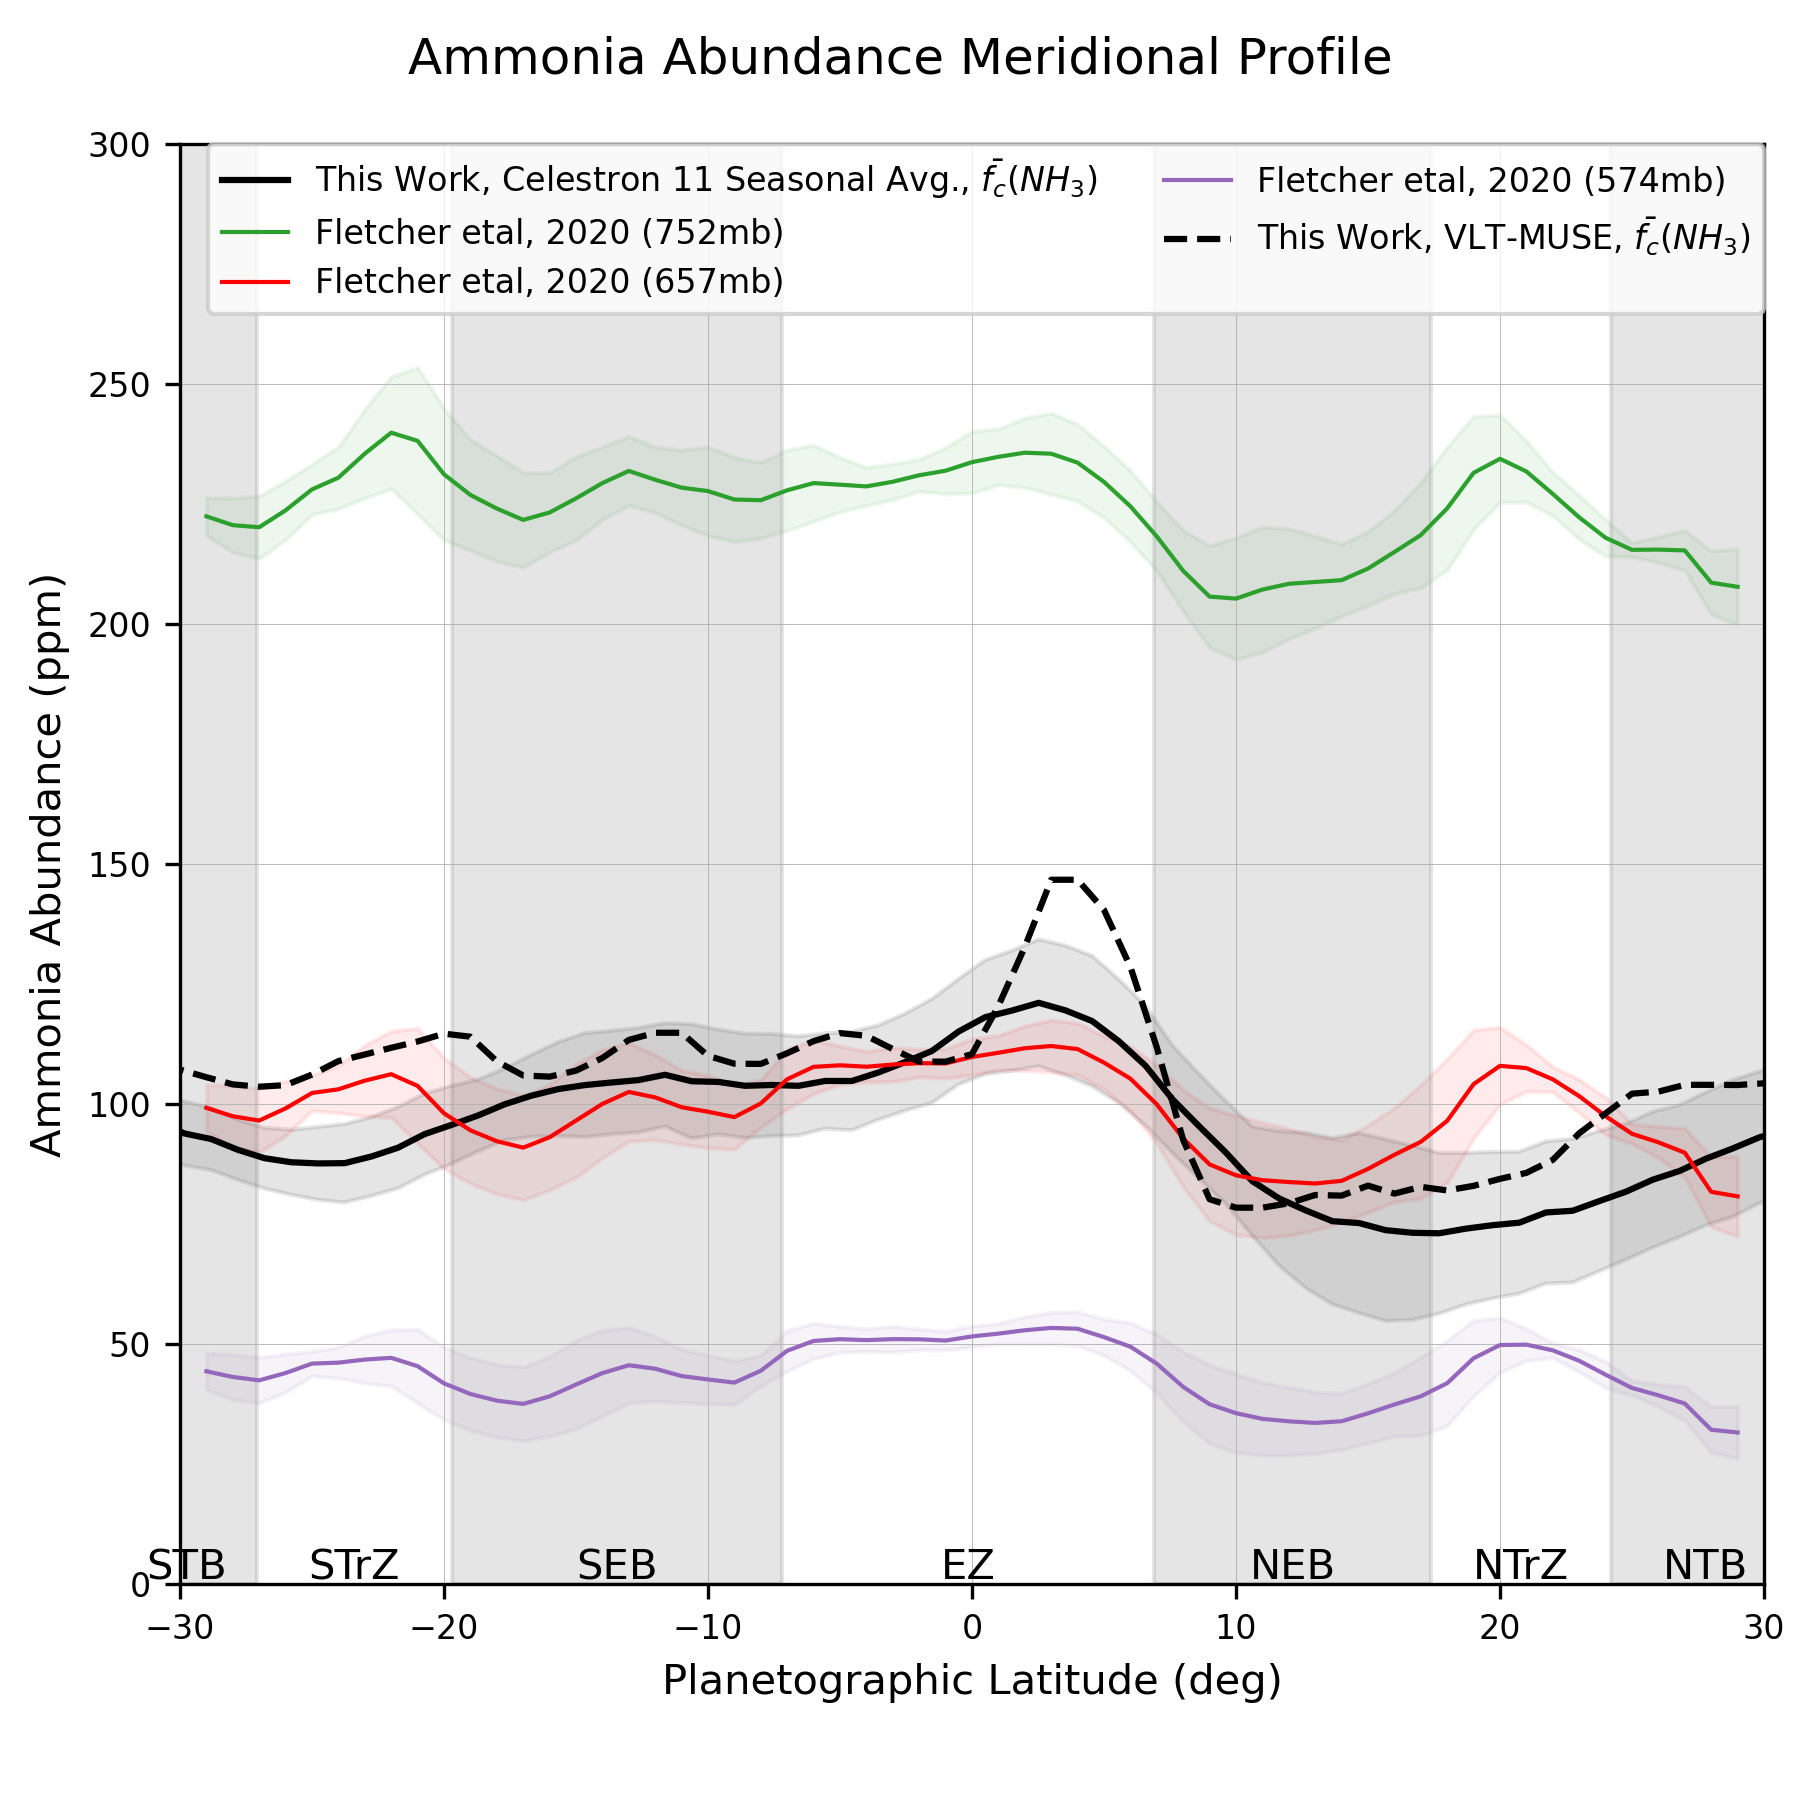 Ammonia Abundance Meridional Profile
This Work, Celestron 11 Seasonal Avg., f̄c(NH₃)
Fletcher etal, 2020 (752mb)
Fletcher etal, 2020 (657mb)
Fletcher etal, 2020 (574mb)
This Work, VLT-MUSE, f̄c(NH₃)
Ammonia Abundance (ppm)
300
250
200
150
100
50
0
STB STrZ SEB EZ NEB NTrZ NTB
−30 −20 −10 0 10 20 30
Planetographic Latitude (deg)